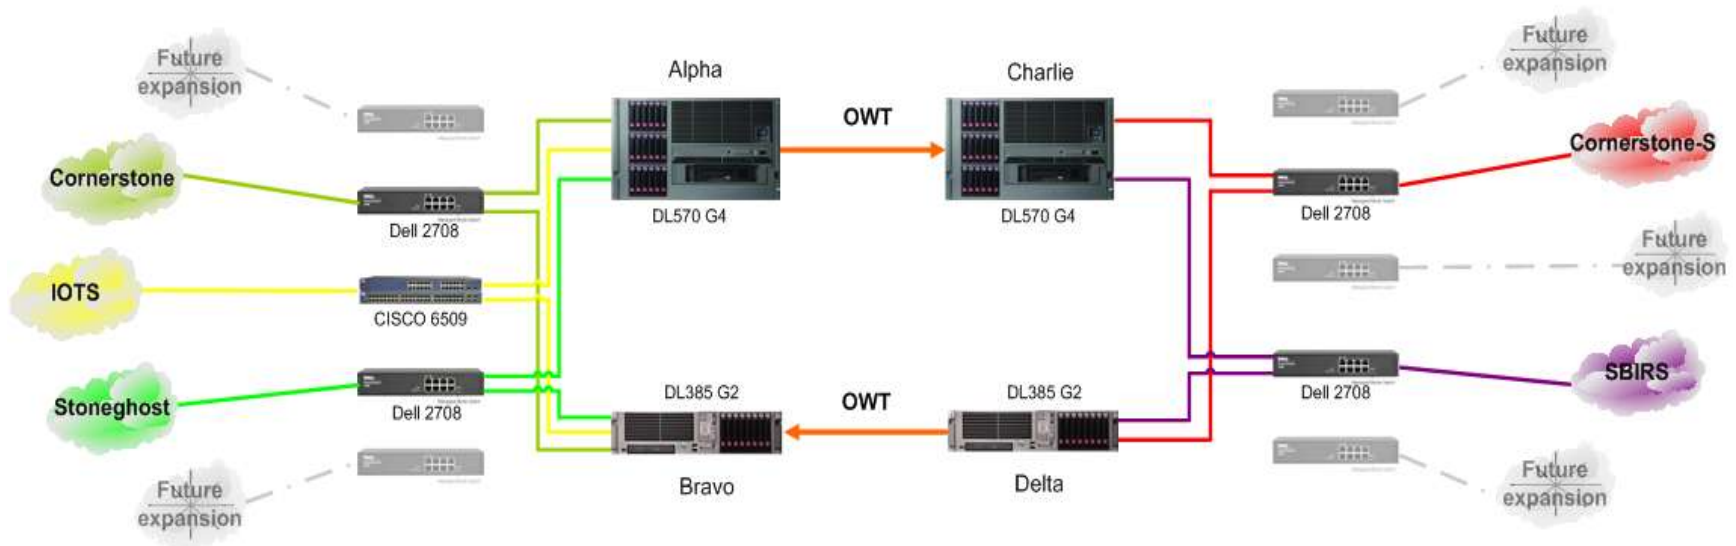 Future
expansion
Cornerstone
IOTS
Stoneghost
Future
expansion
Dell 2708
CISCO 6509
Dell 2708
Alpha
DL570 G4
OWT
Charlie
DL570 G4
DL385 G2
Bravo
OWT
DL385 G2
Delta
Dell 2708
Dell 2708
Future
expansion
Cornerstone-S
Future
expansion
SBIRS
Future
expansion